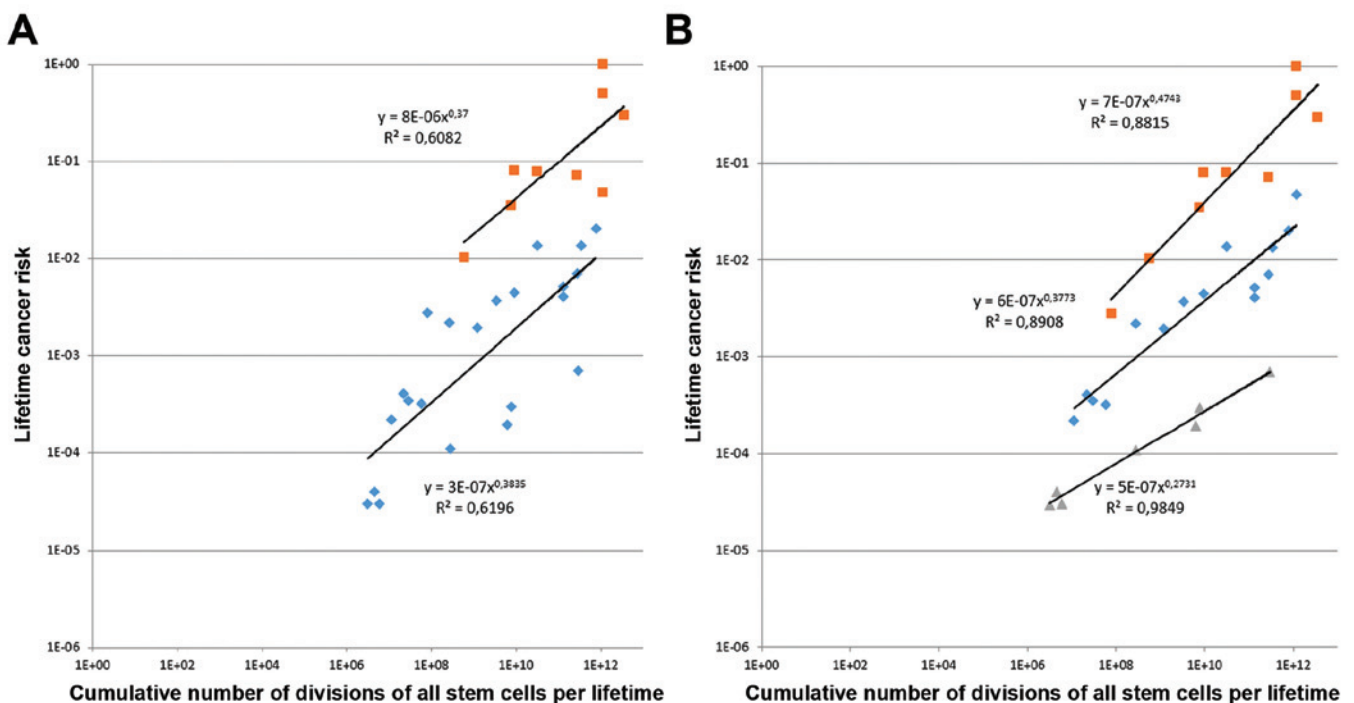 A
Lifetime cancer risk
1E+00
1E-01
1E-02
1E-03
1E-04
1E-05
1E-06
y = 8E-06x^0,37
R² = 0,6082
y = 3E-07x^0,3835
R² = 0,6196
1E+00 1E+02 1E+04 1E+06 1E+08 1E+10 1E+12
Cumulative number of divisions of all stem cells per lifetime
B
Lifetime cancer risk
1E+00
1E-01
1E-02
1E-03
1E-04
1E-05
1E-06
y = 7E-07x^0,4743
R² = 0,8815
y = 6E-07x^0,3773
R² = 0,8908
y = 5E-07x^0,2731
R² = 0,9849
1E+00 1E+02 1E+04 1E+06 1E+08 1E+10 1E+12
Cumulative number of divisions of all stem cells per lifetime